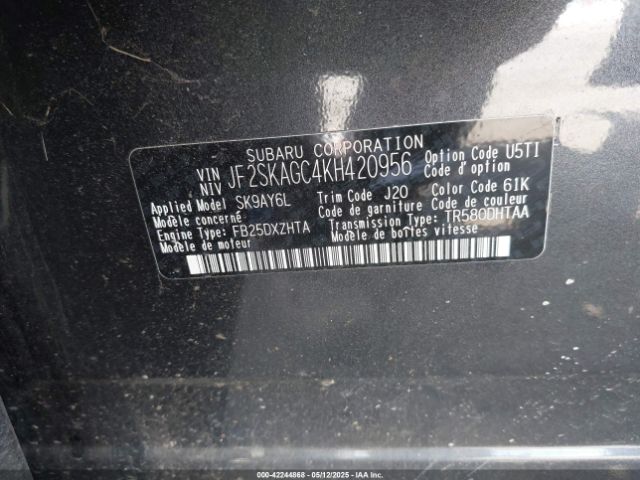 SUBARU CORPORATION
VIN NIV JF2SKAGC4KH420956 Option Code U5TI
Code d'option
Applied Model SK9AY6L Trim Code J20 Color Code 61K
Modèle concerné Code de garniture Code de couleur
Engine Type: FB25DXZHTA Transmission Type: TR580DHTAA
Modèle de moteur Modèle de boîtes vitesse
000-42244868 - 05/12/2025 - IAAI.COM